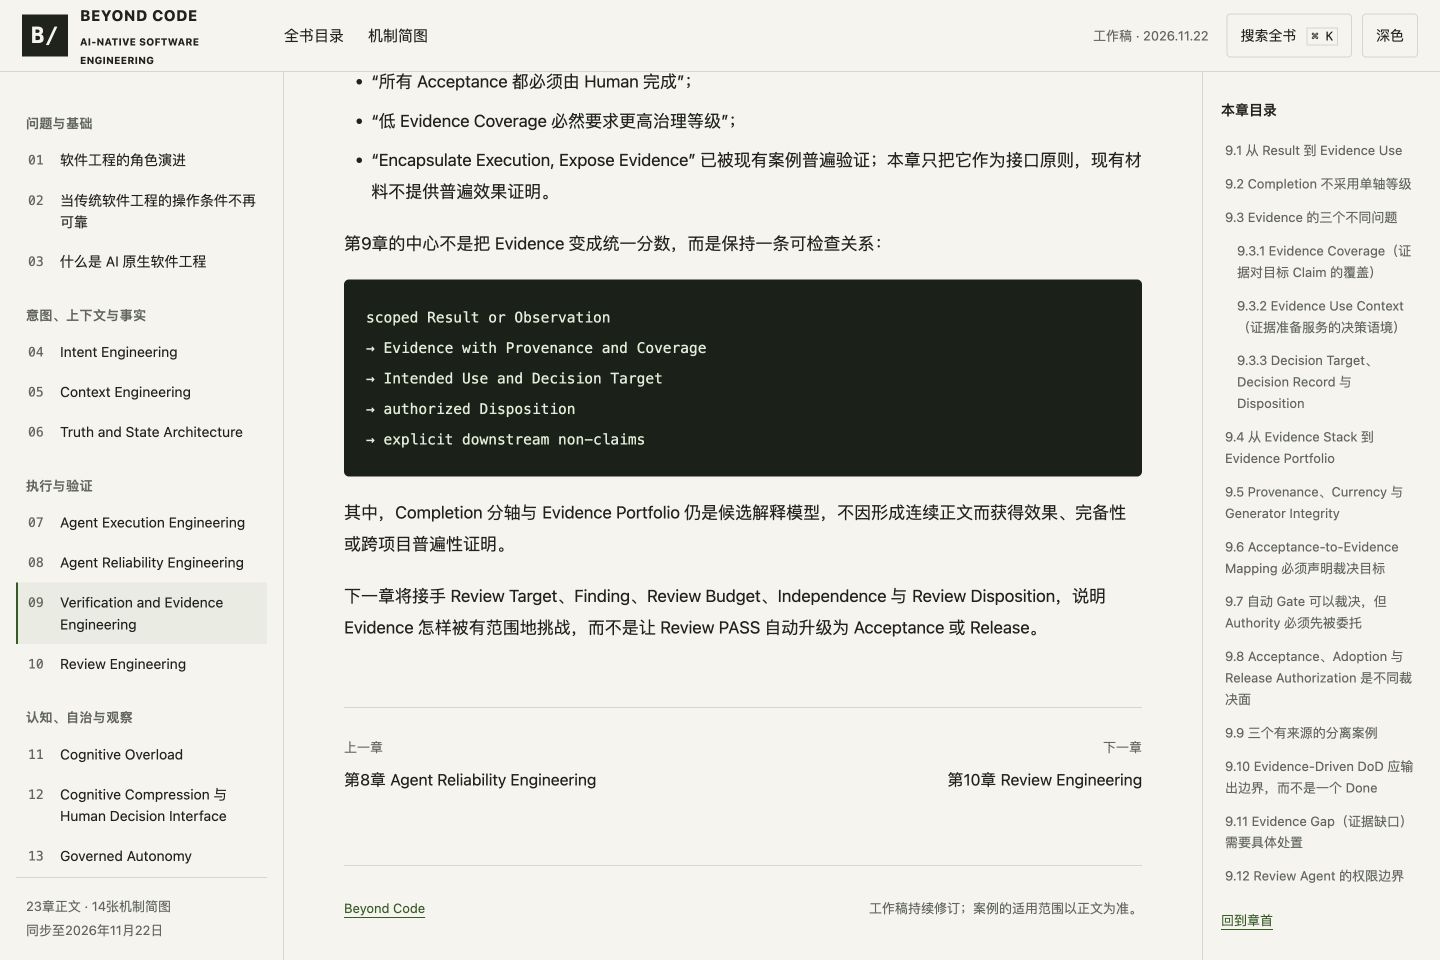 B/
BEYOND CODE
AI-NATIVE SOFTWARE
ENGINEERING
全书目录
机制简图
工作稿 · 2026.11.22
搜索全书 ⌘ K
深色
问题与基础
01 软件工程的角色演进
02 当传统软件工程的操作条件不再
可靠
03 什么是 AI 原生软件工程
意图、上下文与事实
04 Intent Engineering
05 Context Engineering
06 Truth and State Architecture
执行与验证
07 Agent Execution Engineering
08 Agent Reliability Engineering
09 Verification and Evidence
Engineering
10 Review Engineering
认知、自治与观察
11 Cognitive Overload
12 Cognitive Compression 与
Human Decision Interface
13 Governed Autonomy
23章正文 · 14张机制简图
同步至2026年11月22日
• “所有 Acceptance 都必须由 Human 完成”；
• “低 Evidence Coverage 必然要求更高治理等级”；
• “Encapsulate Execution, Expose Evidence” 已被现有案例普遍验证；本章只把它作为接口原则，现有材
料不提供普遍效果证明。
第9章的中心不是把 Evidence 变成统一分数，而是保持一条可检查关系：
scoped Result or Observation
→ Evidence with Provenance and Coverage
→ Intended Use and Decision Target
→ authorized Disposition
→ explicit downstream non-claims
其中，Completion 分轴与 Evidence Portfolio 仍是候选解释模型，不因形成连续正文而获得效果、完备性
或跨项目普遍性证明。
下一章将接手 Review Target、Finding、Review Budget、Independence 与 Review Disposition，说明
Evidence 怎样被有范围地挑战，而不是让 Review PASS 自动升级为 Acceptance 或 Release。
上一章
第8章 Agent Reliability Engineering
下一章
第10章 Review Engineering
Beyond Code
工作稿持续修订；案例的适用范围以正文为准。
本章目录
9.1 从 Result 到 Evidence Use
9.2 Completion 不采用单轴等级
9.3 Evidence 的三个不同问题
9.3.1 Evidence Coverage（证
据对目标 Claim 的覆盖）
9.3.2 Evidence Use Context
（证据准备服务的决策语境）
9.3.3 Decision Target、
Decision Record 与
Disposition
9.4 从 Evidence Stack 到
Evidence Portfolio
9.5 Provenance、Currency 与
Generator Integrity
9.6 Acceptance-to-Evidence
Mapping 必须声明裁决目标
9.7 自动 Gate 可以裁决，但
Authority 必须先被委托
9.8 Acceptance、Adoption 与
Release Authorization 是不同裁
决面
9.9 三个有来源的分离案例
9.10 Evidence-Driven DoD 应输
出边界，而不是一个 Done
9.11 Evidence Gap（证据缺口）
需要具体处置
9.12 Review Agent 的权限边界
回到章首